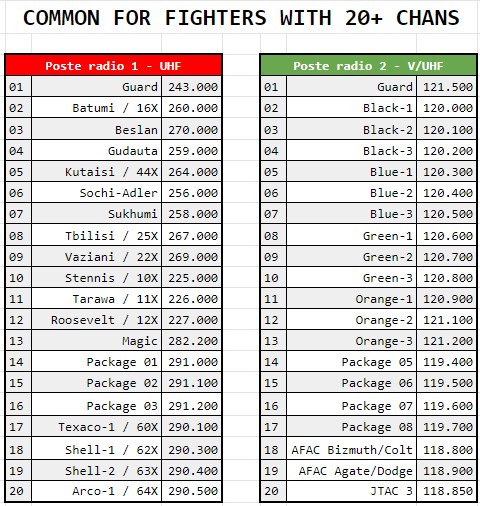 COMMON FOR FIGHTERS WITH 20+ CHANS
Poste radio 1 - UHF
01 Guard 243.000
02 Batumi / 16X 260.000
03 Beslan 270.000
04 Gudauta 259.000
05 Kutaisi / 44X 264.000
06 Sochi-Adler 256.000
07 Sukhumi 258.000
08 Tbilisi / 25X 267.000
09 Vaziani / 22X 269.000
10 Stennis / 10X 225.000
11 Tarawa / 11X 226.000
12 Roosevelt / 12X 227.000
13 Magic 282.200
14 Package 01 291.000
15 Package 02 291.100
16 Package 03 291.200
17 Texaco-1 / 60X 290.100
18 Shell-1 / 62X 290.300
19 Shell-2 / 63X 290.400
20 Arco-1 / 64X 290.500
Poste radio 2 - V/UHF
01 Guard 121.500
02 Black-1 120.000
03 Black-2 120.100
04 Black-3 120.200
05 Blue-1 120.300
06 Blue-2 120.400
07 Blue-3 120.500
08 Green-1 120.600
09 Green-2 120.700
10 Green-3 120.800
11 Orange-1 120.900
12 Orange-2 121.100
13 Orange-3 121.200
14 Package 05 119.400
15 Package 06 119.500
16 Package 07 119.600
17 Package 08 119.700
18 AFAC Bizmuth/Colt 118.800
19 AFAC Agate/Dodge 118.900
20 JTAC 3 118.850